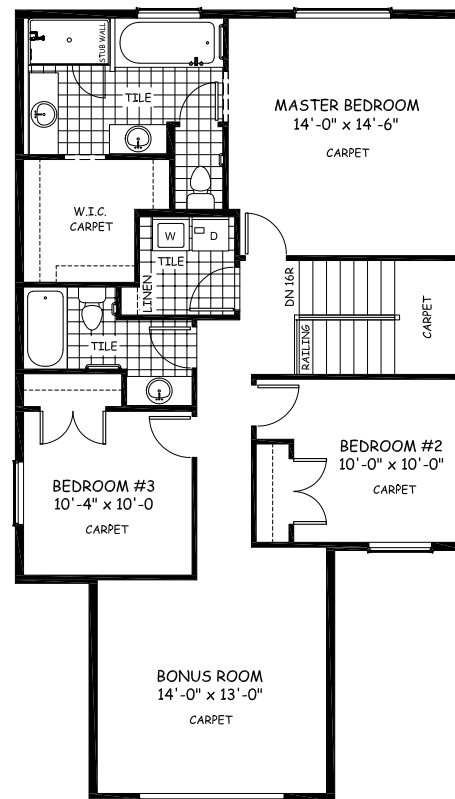 STUB WALL
TILE
MASTER BEDROOM
14'-0" x 14'-6"
CARPET
W.I.C.
CARPET
W
D
TILE
LINEN
DN 16R
RAILING
CARPET
TILE
BEDROOM #2
10'-0" x 10'-0"
CARPET
BEDROOM #3
10'-4" x 10'-0
CARPET
BONUS ROOM
14'-0" x 13'-0"
CARPET